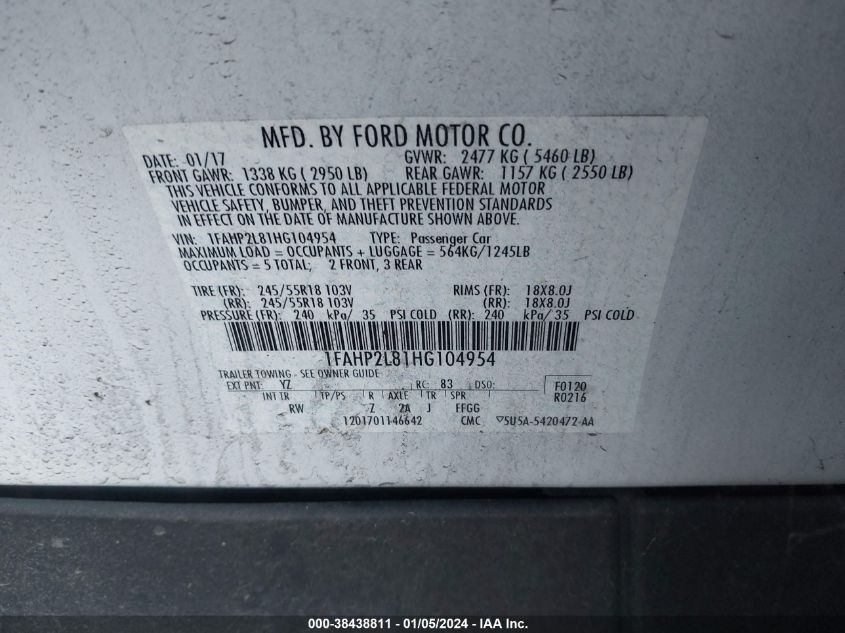 MFD. BY FORD MOTOR CO.
DATE: 01/17 GVWR: 2477 KG ( 5460 LB)
FRONT GAWR: 1338 KG ( 2950 LB) REAR GAWR: 1157 KG ( 2550 LB)
THIS VEHICLE CONFORMS TO ALL APPLICABLE FEDERAL MOTOR
VEHICLE SAFETY, BUMPER, AND THEFT PREVENTION STANDARDS
IN EFFECT ON THE DATE OF MANUFACTURE SHOWN ABOVE.
VIN: 1FAHP2L81HG104954 TYPE: Passenger Car
MAXIMUM LOAD = OCCUPANTS + LUGGAGE = 564KG/1245LB
OCCUPANTS = 5 TOTAL; 2 FRONT, 3 REAR
TIRE (FR): 245/55R18 103V RIMS (FR): 18X8.0J
(RR): 245/55R18 103V (RR): 18X8.0J
PRESSURE (FR): 240 kPa/ 35 PSI COLD (RR): 240 kPa/ 35 PSI COLD
1FAHP2L81HG104954
TRAILER TOWING - SEE OWNER GUIDE
EXT PNT: YZ RC: 83 DSO: F0120
INT TR TP/PS R AXLE TR SPR R0216
RW Z 2A J FFGG
1201701146642 CMC ▽5U5A-5420472-AA
000-38438811 - 01/05/2024 - IAA Inc.